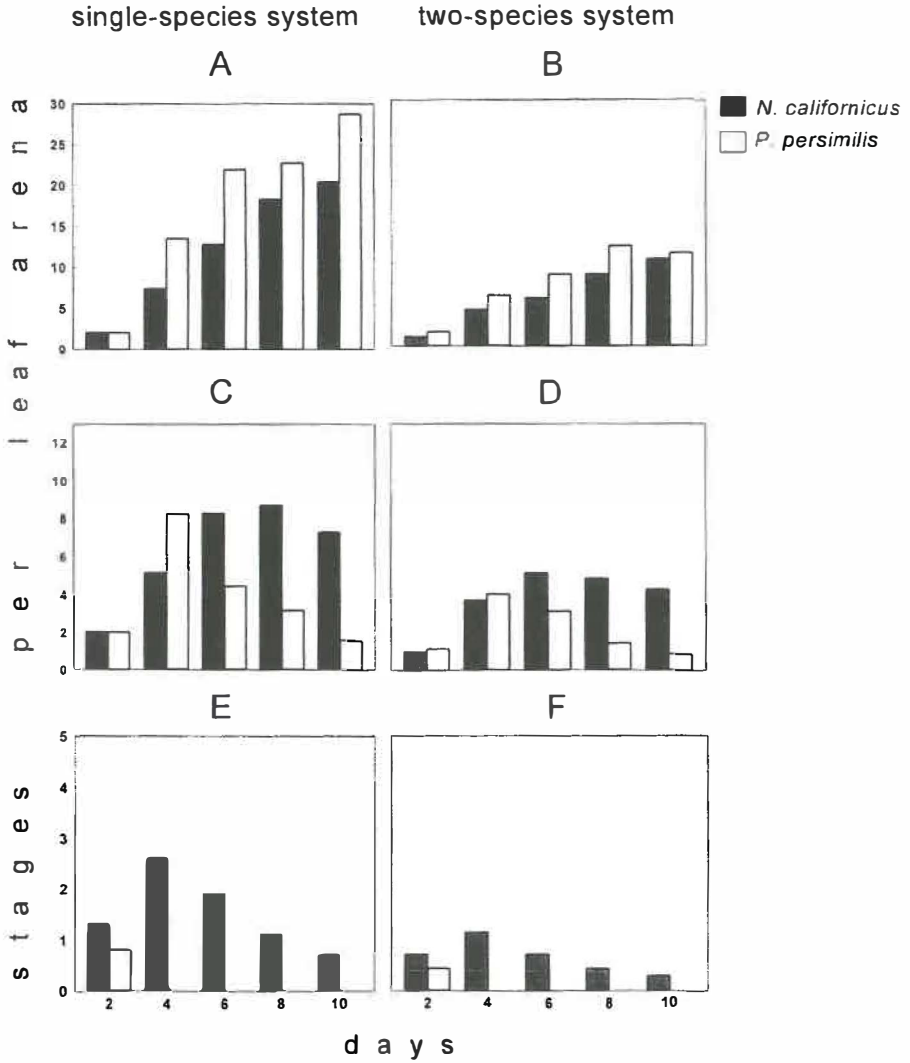 single-species system
two-species system
A
B
N. californicus
P. persimilis
30
25
20
15
10
5
0
C
D
12
10
8
6
4
2
0
E
F
5
4
3
2
1
0
2 4 6 8 10
2 4 6 8 10
days
stages per leaf arena